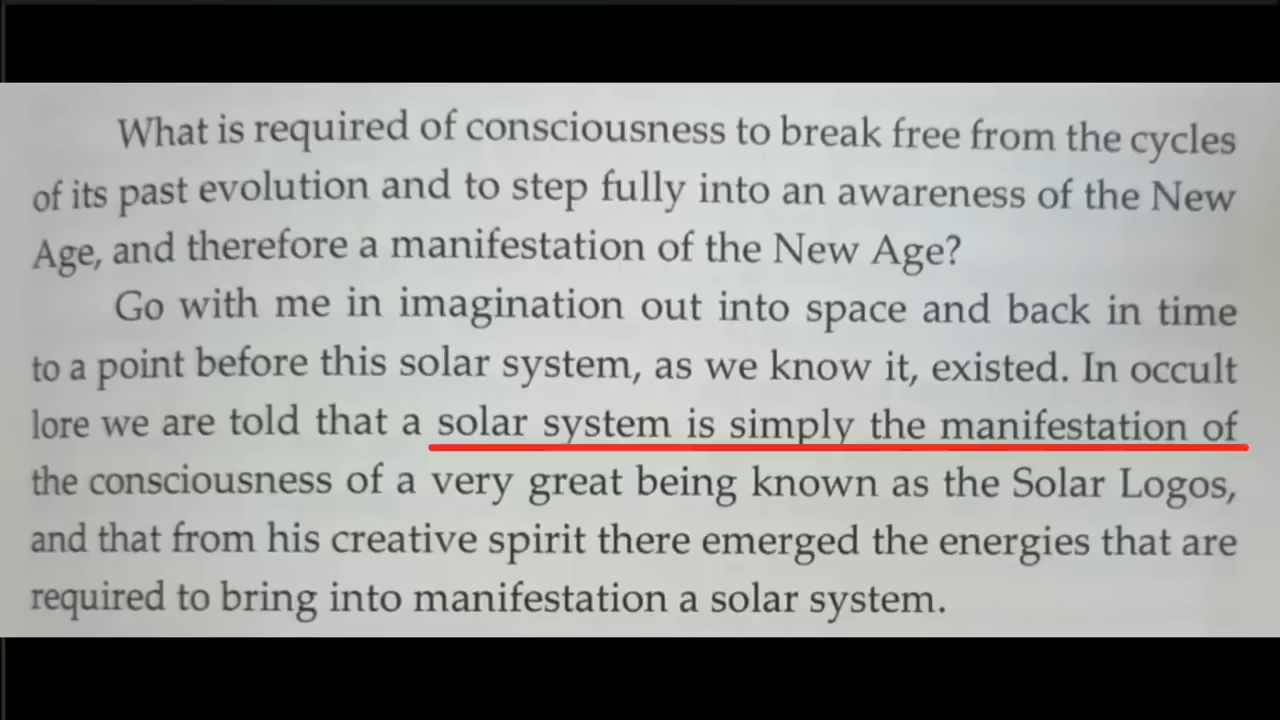 What is required of consciousness to break free from the cycles
of its past evolution and to step fully into an awareness of the New
Age, and therefore a manifestation of the New Age?
Go with me in imagination out into space and back in time
to a point before this solar system, as we know it, existed. In occult
lore we are told that a solar system is simply the manifestation of
the consciousness of a very great being known as the Solar Logos,
and that from his creative spirit there emerged the energies that are
required to bring into manifestation a solar system.